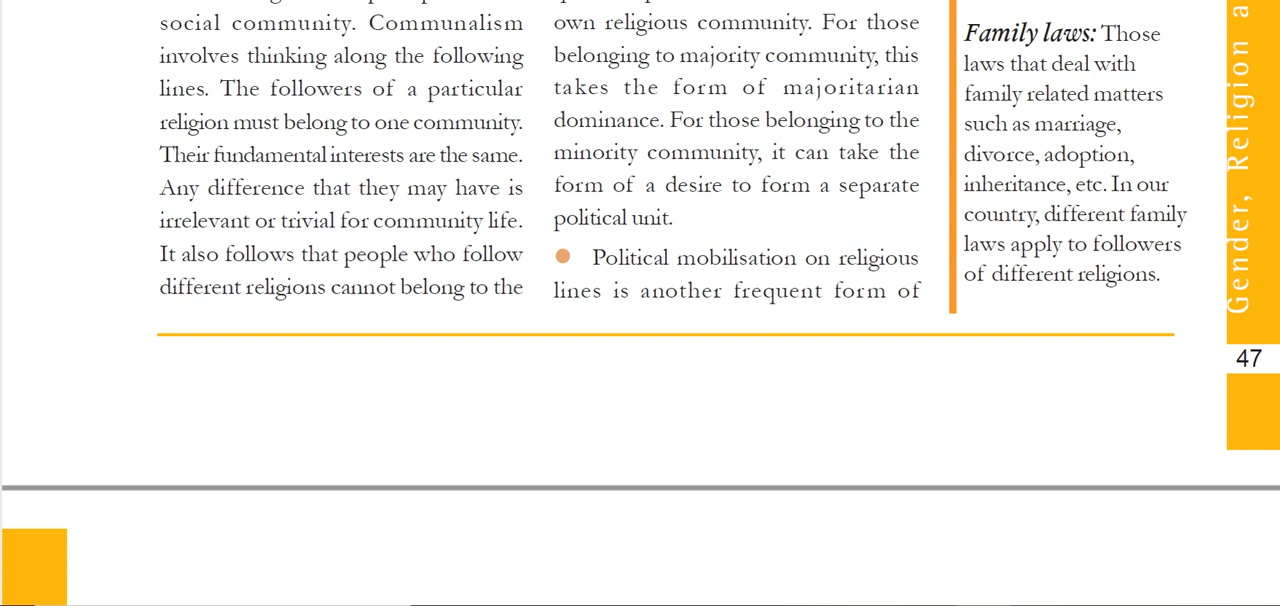 social community. Communalism
involves thinking along the following
lines. The followers of a particular
religion must belong to one community.
Their fundamental interests are the same.
Any difference that they may have is
irrelevant or trivial for community life.
It also follows that people who follow
different religions cannot belong to the
own religious community. For those
belonging to majority community, this
takes the form of majoritarian
dominance. For those belonging to the
minority community, it can take the
form of a desire to form a separate
political unit.
● Political mobilisation on religious
lines is another frequent form of
Family laws: Those
laws that deal with
family related matters
such as marriage,
divorce, adoption,
inheritance, etc. In our
country, different family
laws apply to followers
of different religions.
Gender, Religion a
47